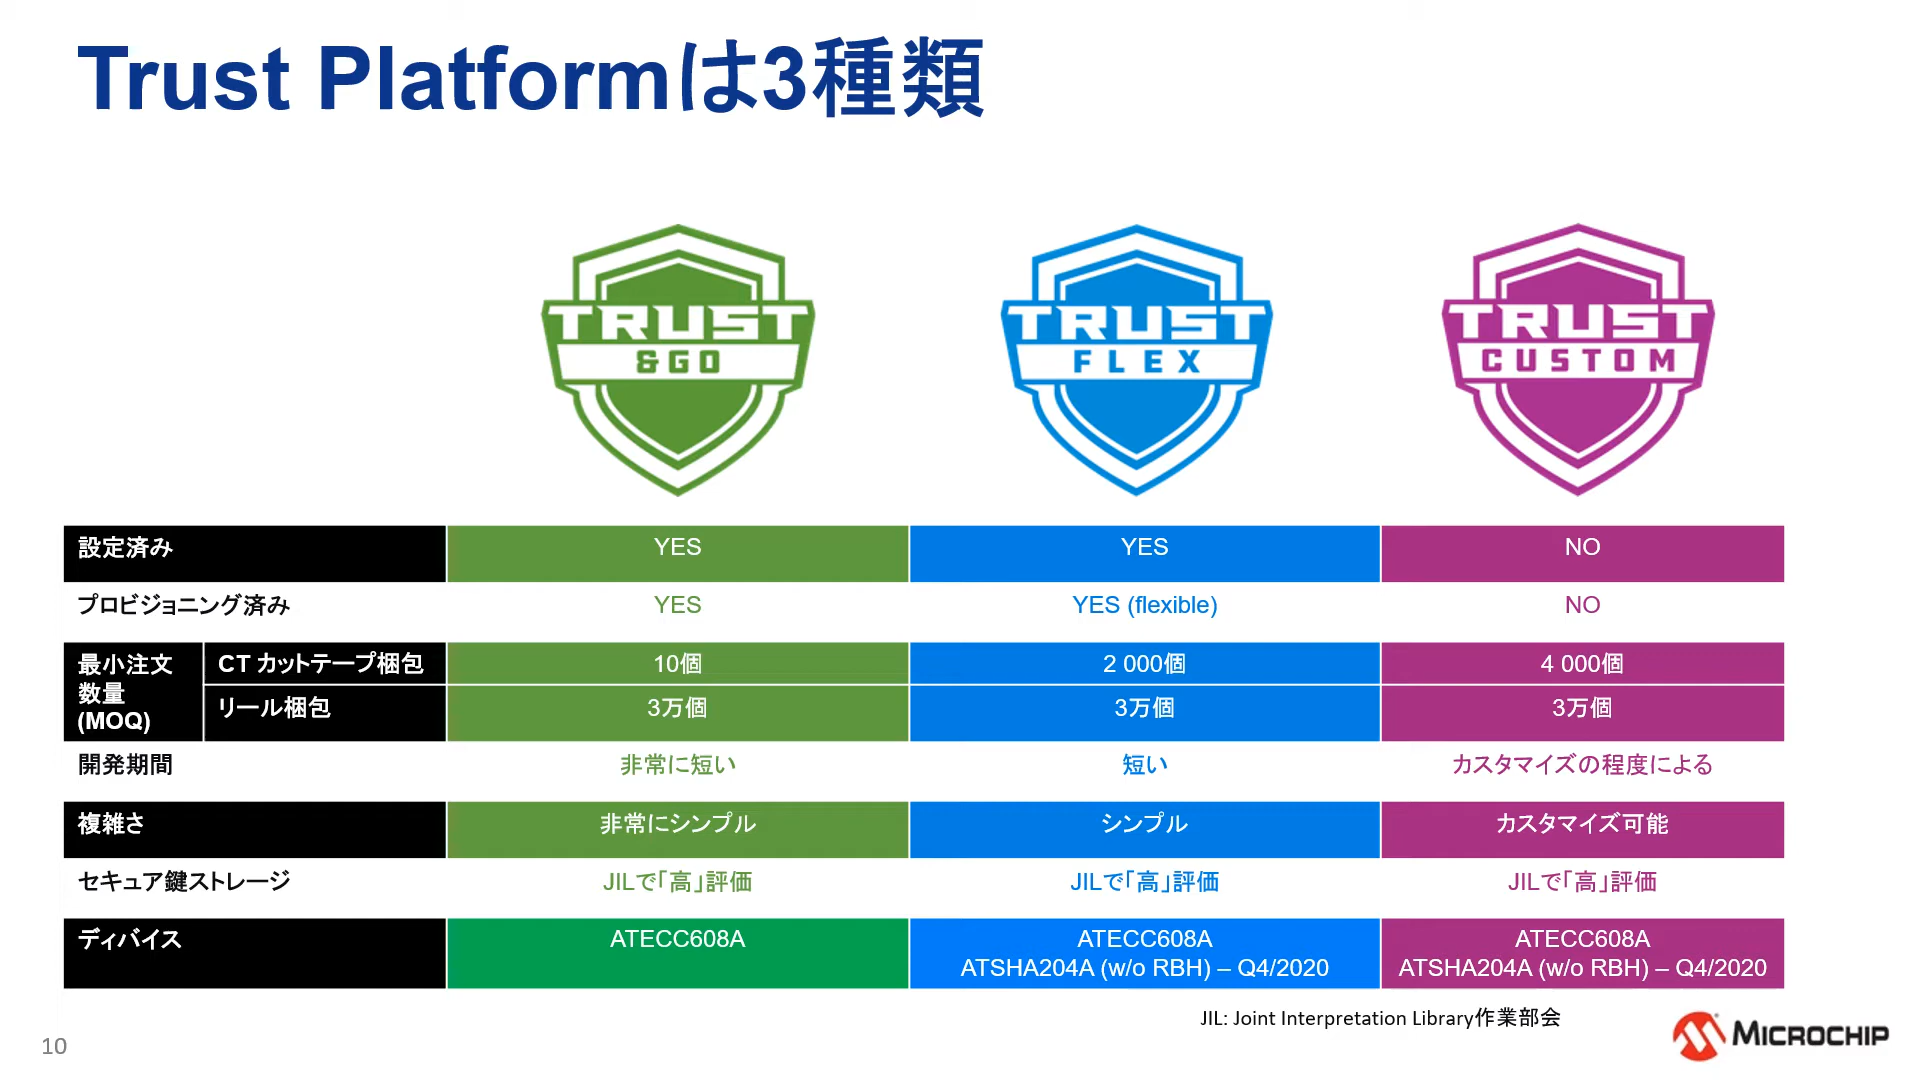 Trust Platformは3種類
TRUST
&GO
TRUST
FLEX
TRUST
CUSTOM
設定済み YES YES NO
プロビジョニング済み YES YES (flexible) NO
最小注文
数量
(MOQ)
CT カットテープ梱包 10個 2 000個 4 000個
リール梱包 3万個 3万個 3万個
開発期間 非常に短い 短い カスタマイズの程度による
複雑さ 非常にシンプル シンプル カスタマイズ可能
セキュア鍵ストレージ JILで「高」評価 JILで「高」評価 JILで「高」評価
ディバイス ATECC608A ATECC608A ATECC608A
ATSHA204A (w/o RBH) – Q4/2020 ATSHA204A (w/o RBH) – Q4/2020
JIL: Joint Interpretation Library作業部会
MICROCHIP
10